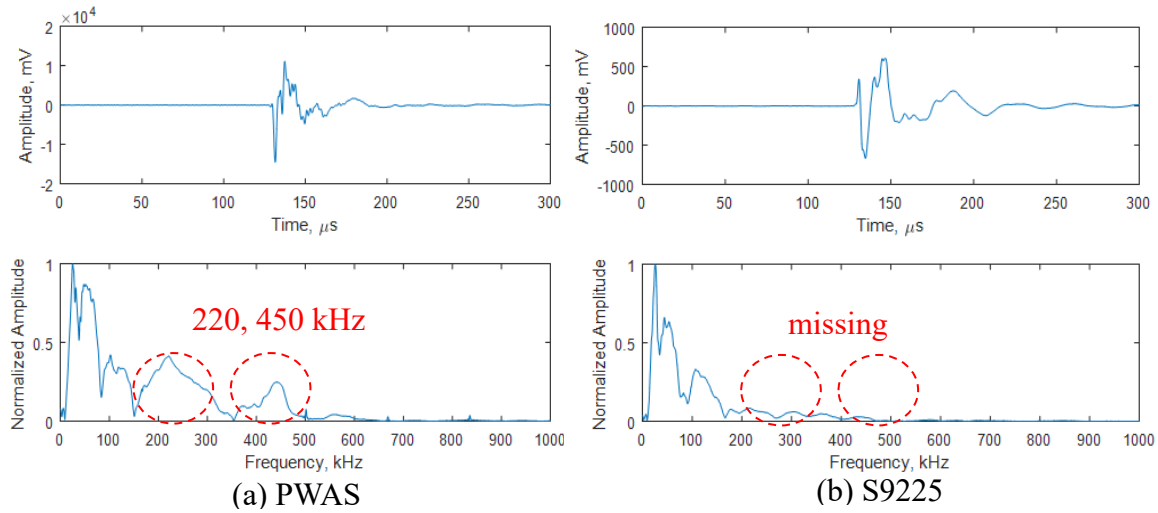 ×10⁴
2
1
0
-1
-2
Amplitude, mV
0 50 100 150 200 250 300
Time, μs
1000
500
0
-500
-1000
Amplitude, mV
0 50 100 150 200 250 300
Time, μs
1
0.5
0
Normalized Amplitude
220, 450 kHz
0 100 200 300 400 500 600 700 800 900 1000
Frequency, kHz
(a) PWAS
1
0.5
0
Normalized Amplitude
missing
0 100 200 300 400 500 600 700 800 900 1000
Frequency, kHz
(b) S9225